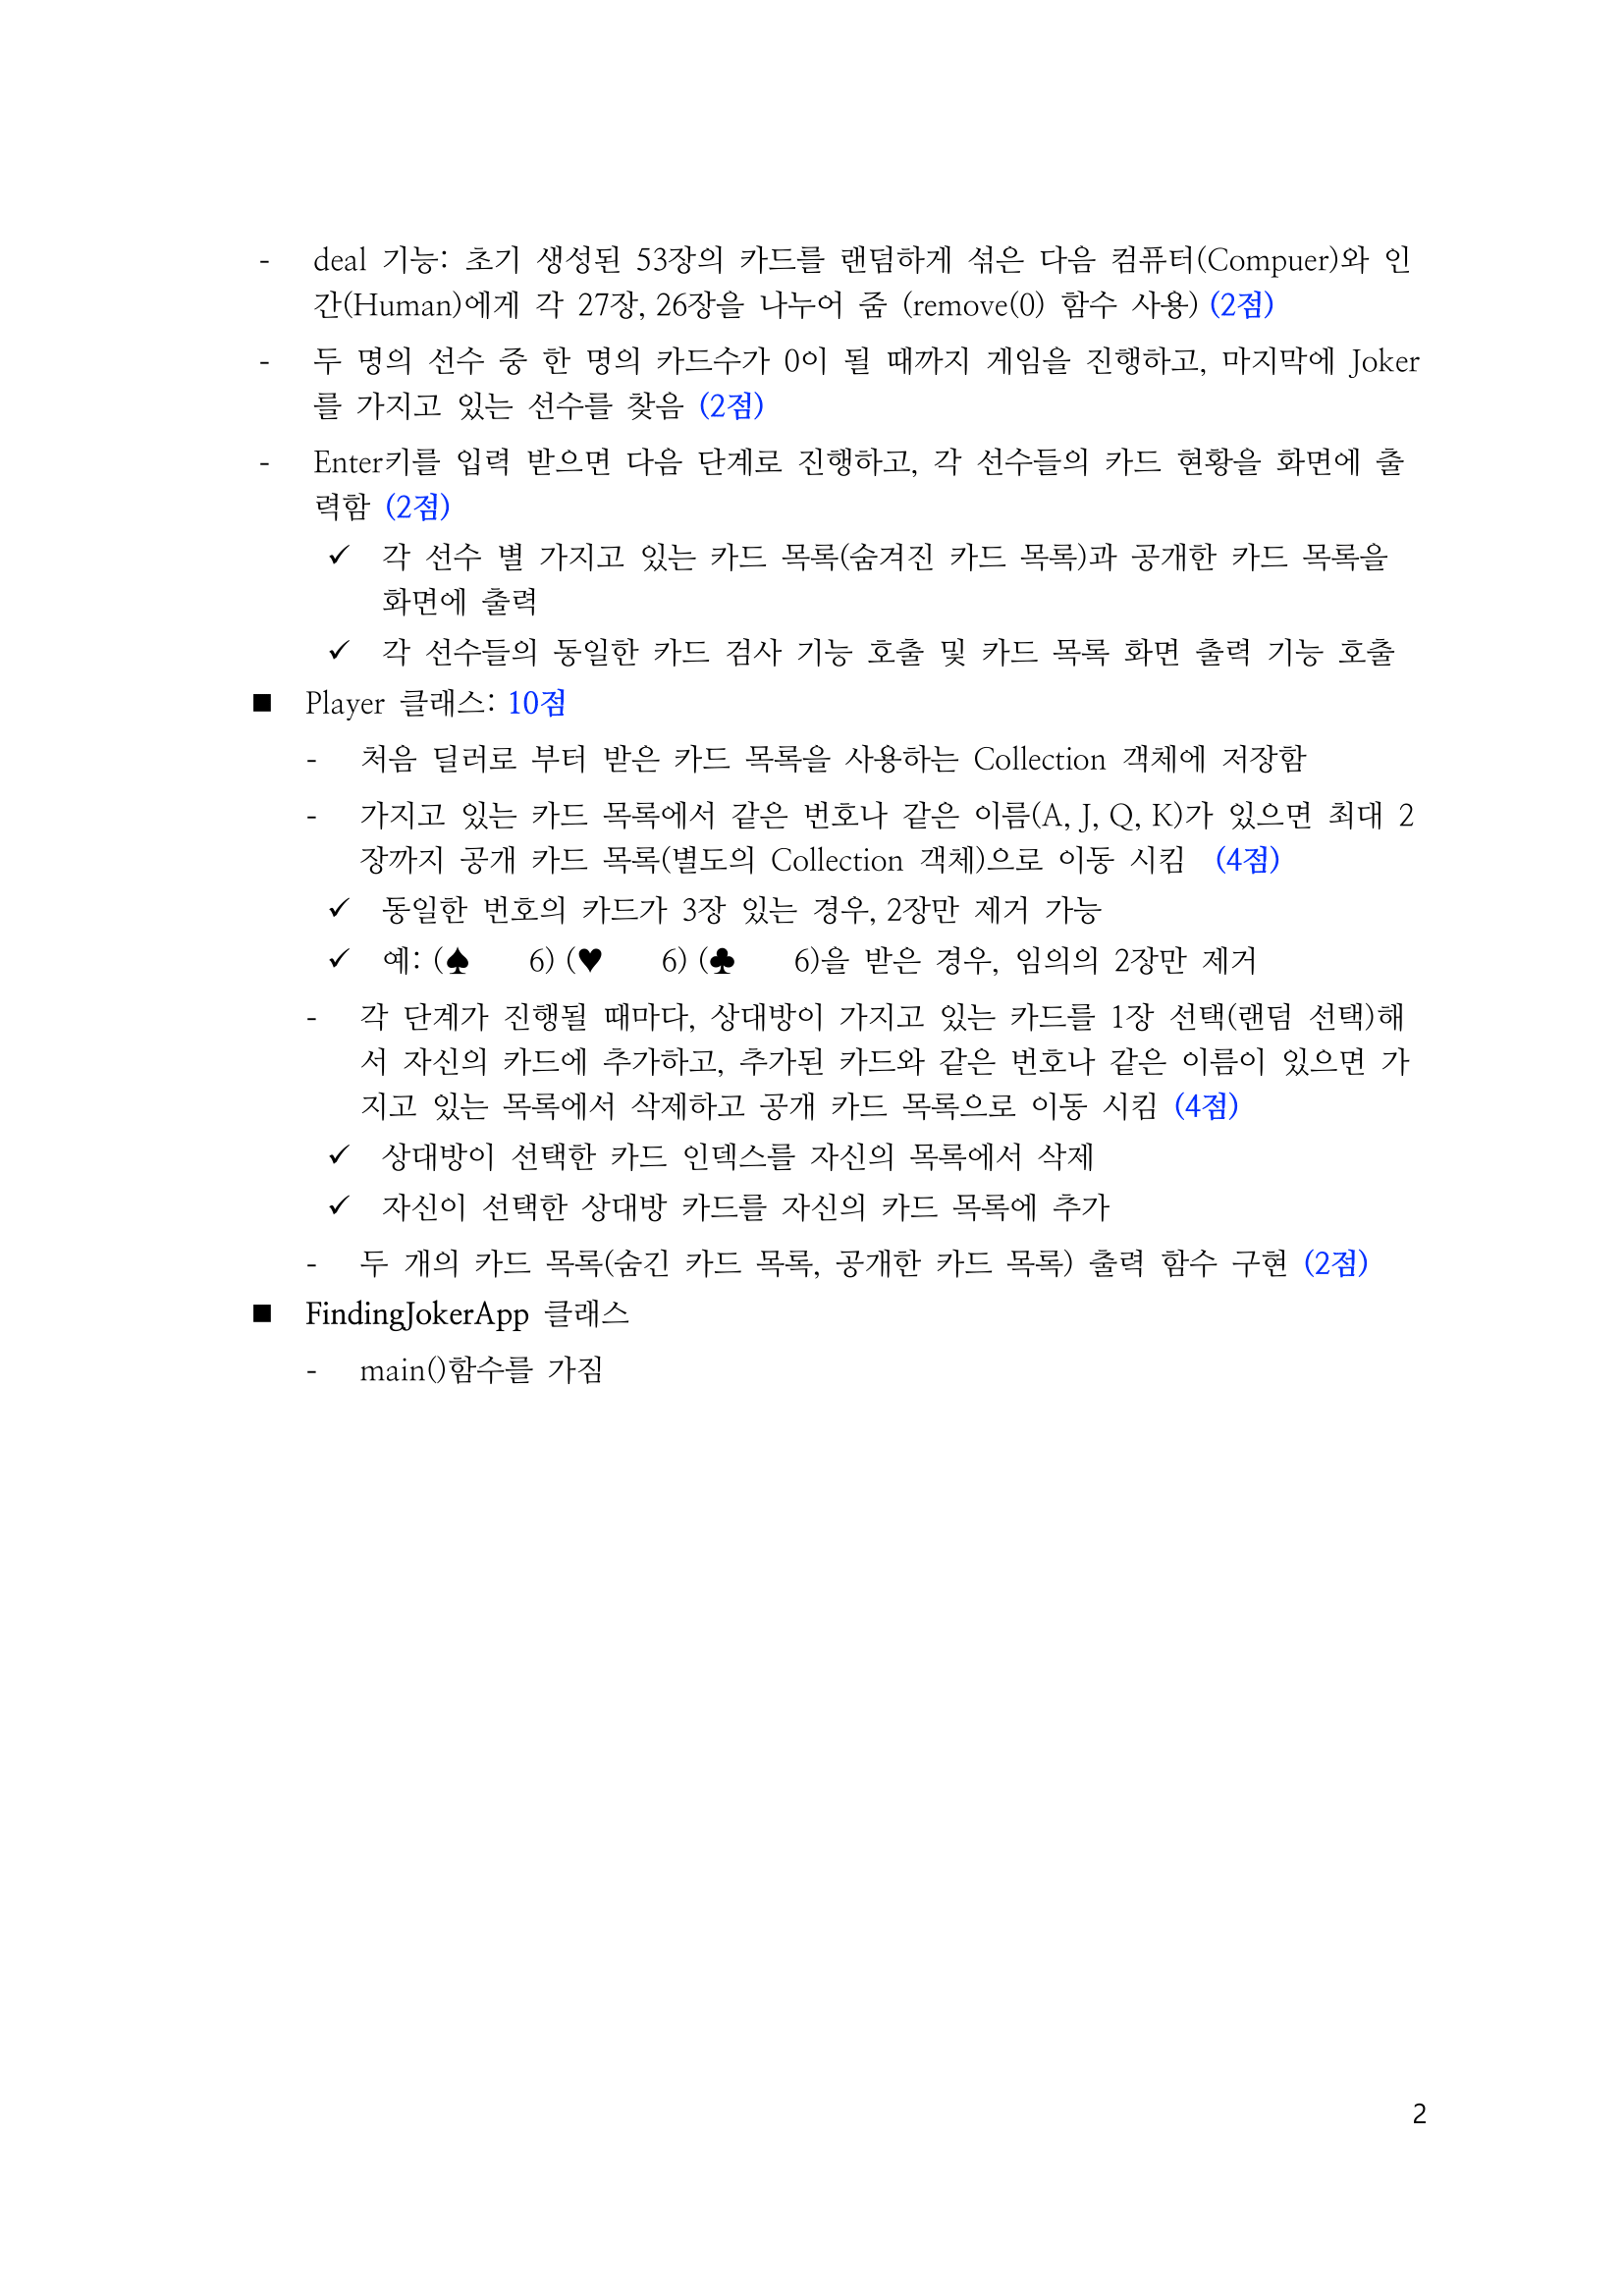 - deal 기능: 초기 생성된 53장의 카드를 랜덤하게 섞은 다음 컴퓨터(Compuer)와 인
간(Human)에게 각 27장, 26장을 나누어 줌 (remove(0) 함수 사용) (2점)
- 두 명의 선수 중 한 명의 카드수가 0이 될 때까지 게임을 진행하고, 마지막에 Joker
를 가지고 있는 선수를 찾음 (2점)
- Enter키를 입력 받으면 다음 단계로 진행하고, 각 선수들의 카드 현황을 화면에 출
력함 (2점)
✓ 각 선수 별 가지고 있는 카드 목록(숨겨진 카드 목록)과 공개한 카드 목록을
화면에 출력
✓ 각 선수들의 동일한 카드 검사 기능 호출 및 카드 목록 화면 출력 기능 호출
■ Player 클래스: 10점
- 처음 딜러로 부터 받은 카드 목록을 사용하는 Collection 객체에 저장함
- 가지고 있는 카드 목록에서 같은 번호나 같은 이름(A, J, Q, K)가 있으면 최대 2
장까지 공개 카드 목록(별도의 Collection 객체)으로 이동 시킴 (4점)
✓ 동일한 번호의 카드가 3장 있는 경우, 2장만 제거 가능
✓ 예: (♠ 6) (♥ 6) (♣ 6)을 받은 경우, 임의의 2장만 제거
- 각 단계가 진행될 때마다, 상대방이 가지고 있는 카드를 1장 선택(랜덤 선택)해
서 자신의 카드에 추가하고, 추가된 카드와 같은 번호나 같은 이름이 있으면 가
지고 있는 목록에서 삭제하고 공개 카드 목록으로 이동 시킴 (4점)
✓ 상대방이 선택한 카드 인덱스를 자신의 목록에서 삭제
✓ 자신이 선택한 상대방 카드를 자신의 카드 목록에 추가
- 두 개의 카드 목록(숨긴 카드 목록, 공개한 카드 목록) 출력 함수 구현 (2점)
■ FindingJokerApp 클래스
- main()함수를 가짐
2